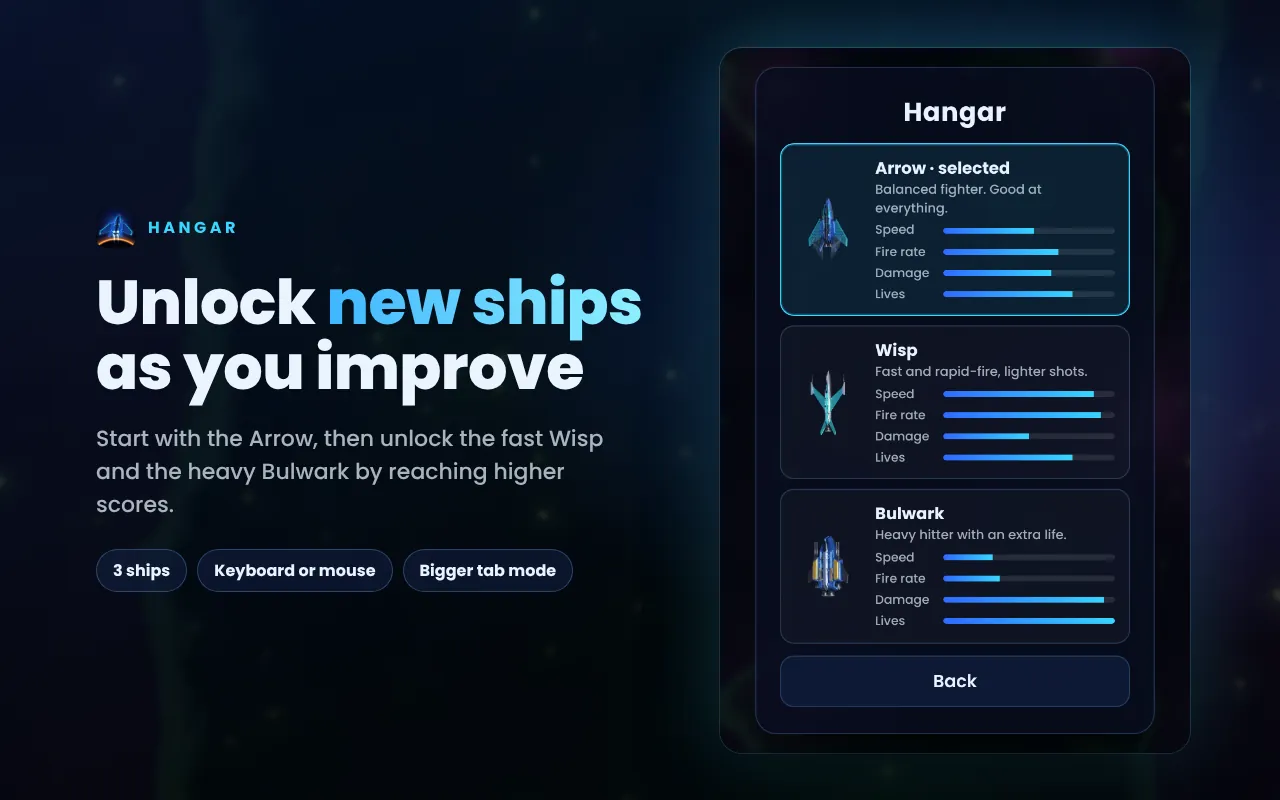 HANGAR
Unlock new ships
as you improve
Start with the Arrow, then unlock the fast Wisp
and the heavy Bulwark by reaching higher
scores.
3 ships
Keyboard or mouse
Bigger tab mode
Hangar
Arrow · selected
Balanced fighter. Good at
everything.
Speed
Fire rate
Damage
Lives
Wisp
Fast and rapid-fire, lighter shots.
Speed
Fire rate
Damage
Lives
Bulwark
Heavy hitter with an extra life.
Speed
Fire rate
Damage
Lives
Back